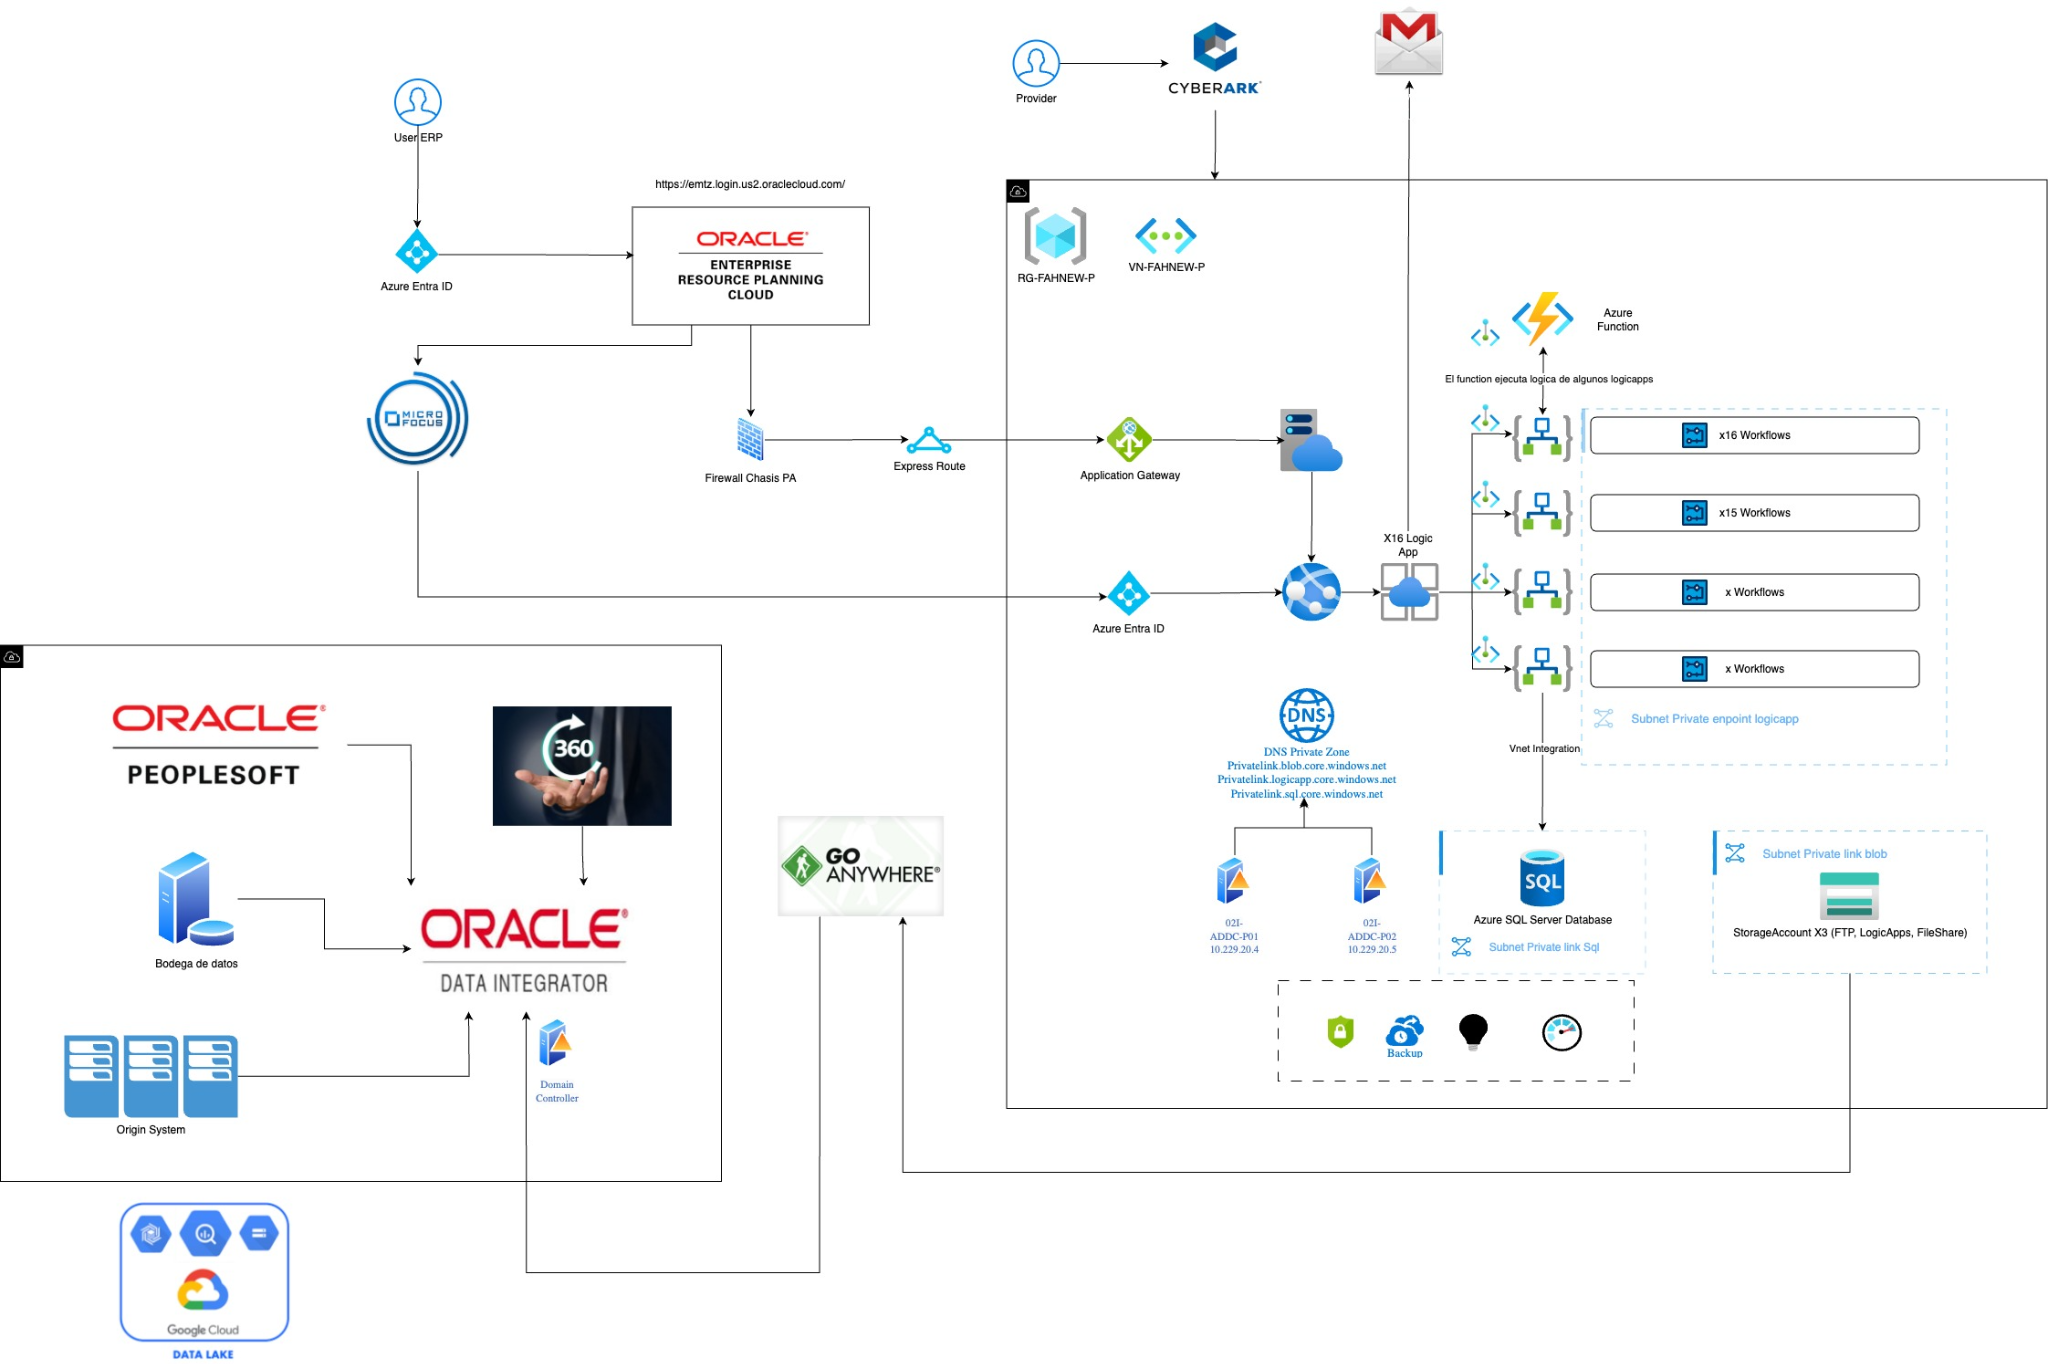 Provider
CYBERARK
User ERP
https://emtz.login.us2.oraclecloud.com/
ORACLE
ENTERPRISE
RESOURCE PLANNING
CLOUD
Azure Entra ID
RG-FAHNEW-P
VN-FAHNEW-P
Azure
Function
El function ejecuta logica de algunos logicapps
MICRO
FOCUS
Firewall Chasis PA
Express Route
Application Gateway
x16 Workflows
x15 Workflows
X16 Logic
App
x Workflows
Azure Entra ID
x Workflows
Subnet Private enpoint logicapp
Vnet Integration
ORACLE
PEOPLESOFT
360
DNS
DNS Private Zone
Privatelink.blob.core.windows.net
Privatelink.logicapp.core.windows.net
Privatelink.sql.core.windows.net
GO
ANYWHERE
02I-
ADDC-P01
10.229.20.4
02I-
ADDC-P02
10.229.20.5
SQL
Azure SQL Server Database
Subnet Private link Sql
Subnet Private link blob
StorageAccount X3 (FTP, LogicApps, FileShare)
Bodega de datos
ORACLE
DATA INTEGRATOR
Backup
Domain
Controller
Origin System
Google Cloud
DATA LAKE